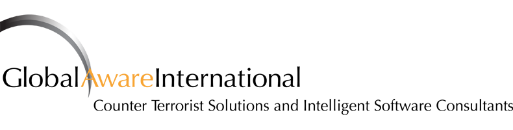 GlobalAwareInternational
Counter Terrorist Solutions and Intelligent Software Consultants